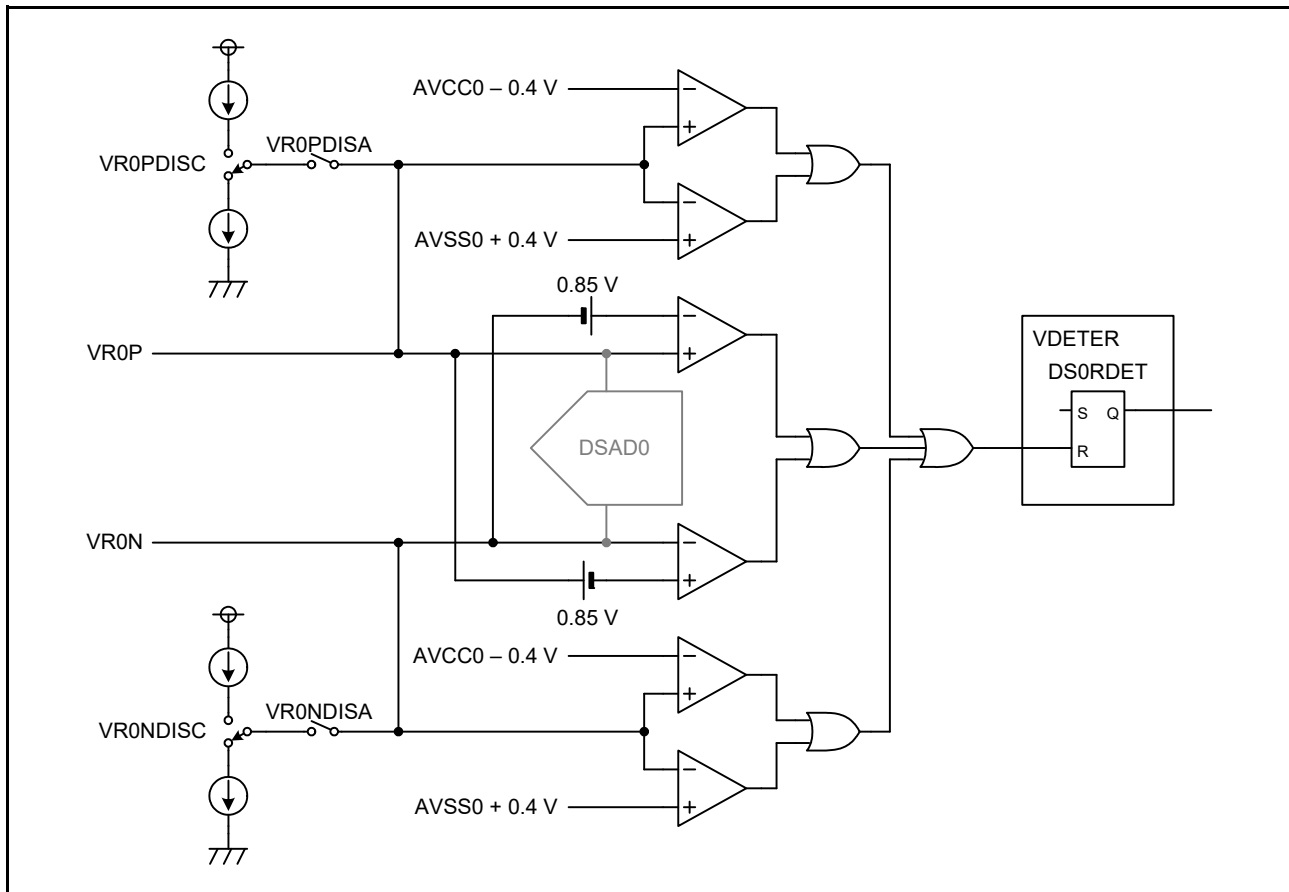 AVCC0 – 0.4 V
−
+
VR0PDISC
VR0PDISA
−
+
AVSS0 + 0.4 V
0.85 V
−
+
VR0P
VDETER
DS0RDET
S Q
R
DSAD0
VR0N
−
+
0.85 V
AVCC0 – 0.4 V
−
+
VR0NDISC
VR0NDISA
−
+
AVSS0 + 0.4 V